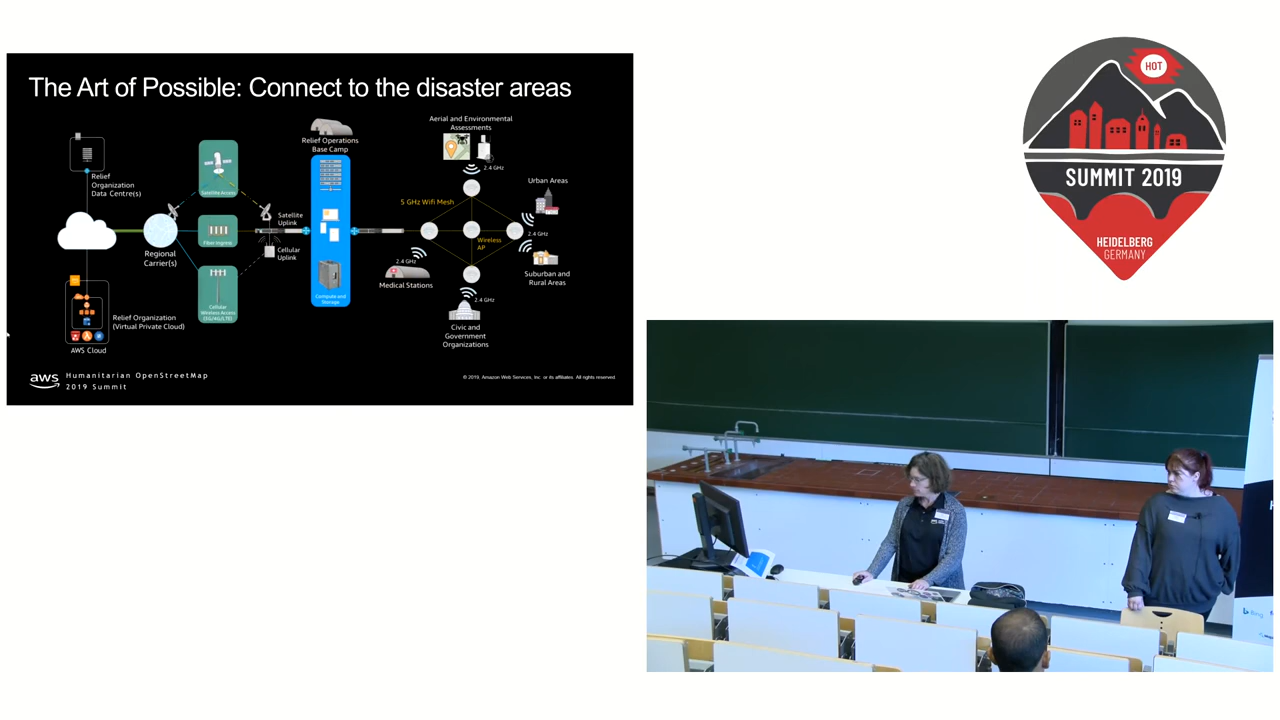 The Art of Possible: Connect to the disaster areas
Relief
Organization
Data Centre(s)
Regional
Carrier(s)
Relief Organization
(Virtual Private Cloud)
AWS Cloud
Satellite Access
Fiber Ingress
Cellular
Wireless Access
(5G/4G/LTE)
Satellite
Uplink
Cellular
Uplink
Relief Operations
Base Camp
Compute and
Storage
Aerial and Environmental
Assessments
2.4 GHz
5 GHz Wifi Mesh
Wireless
AP
Urban Areas
2.4 GHz
Suburban and
Rural Areas
2.4 GHz
Medical Stations
2.4 GHz
Civic and
Government
Organizations
aws
Humanitarian OpenStreetMap
2019 Summit
© 2019, Amazon Web Services, Inc. or its affiliates. All rights reserved.
HOT
SUMMIT 2019
HEIDELBERG
GERMANY
Bing